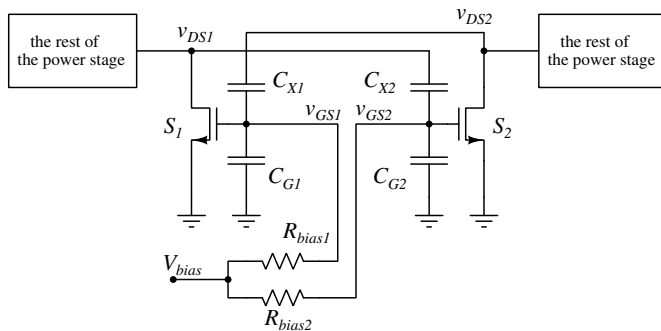 v_DS1
v_DS2
the rest of
the power stage
the rest of
the power stage
C_X1
C_X2
v_GS1
v_GS2
S_1
S_2
C_G1
C_G2
R_bias1
V_bias
R_bias2